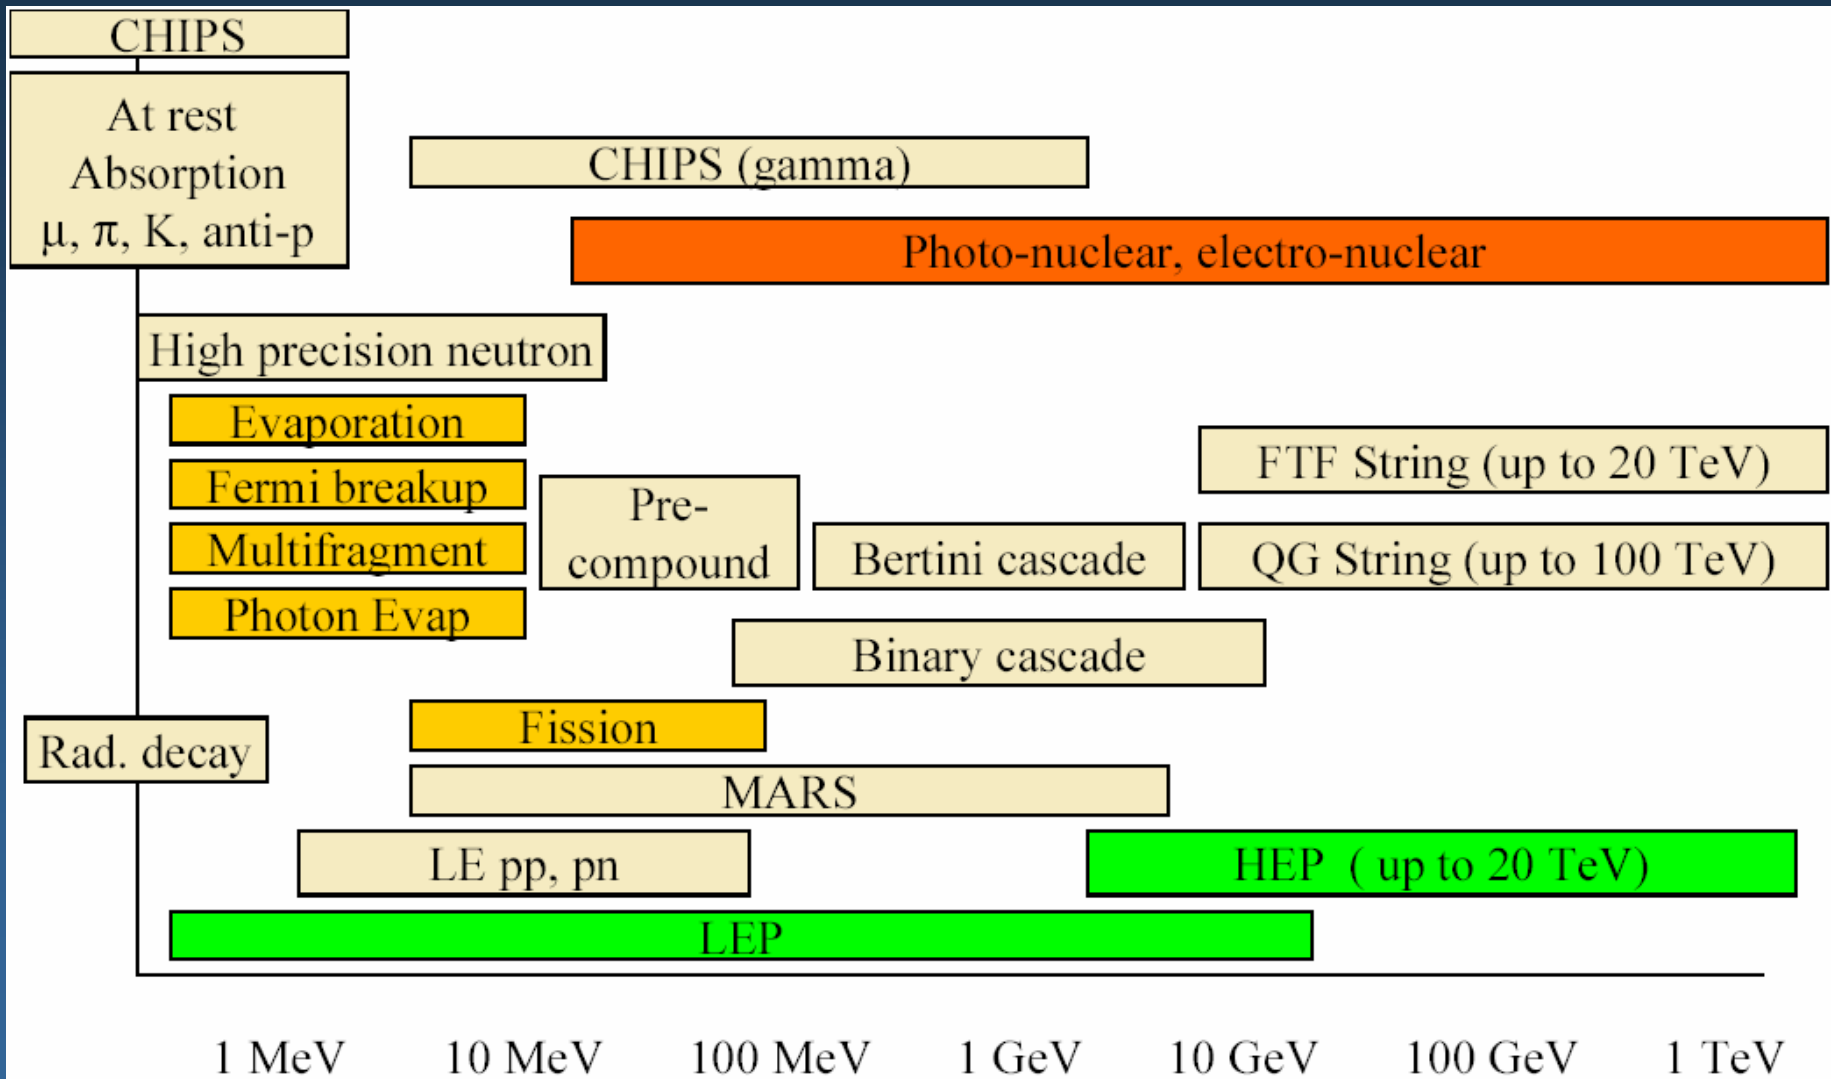 CHIPS
At rest
Absorption
μ, π, K, anti-p
CHIPS (gamma)
Photo-nuclear, electro-nuclear
High precision neutron
Evaporation
Fermi breakup
Multifragment
Photon Evap
Pre-
compound
Bertini cascade
FTF String (up to 20 TeV)
QG String (up to 100 TeV)
Binary cascade
Fission
Rad. decay
MARS
LE pp, pn
HEP ( up to 20 TeV)
LEP
1 MeV 10 MeV 100 MeV 1 GeV 10 GeV 100 GeV 1 TeV